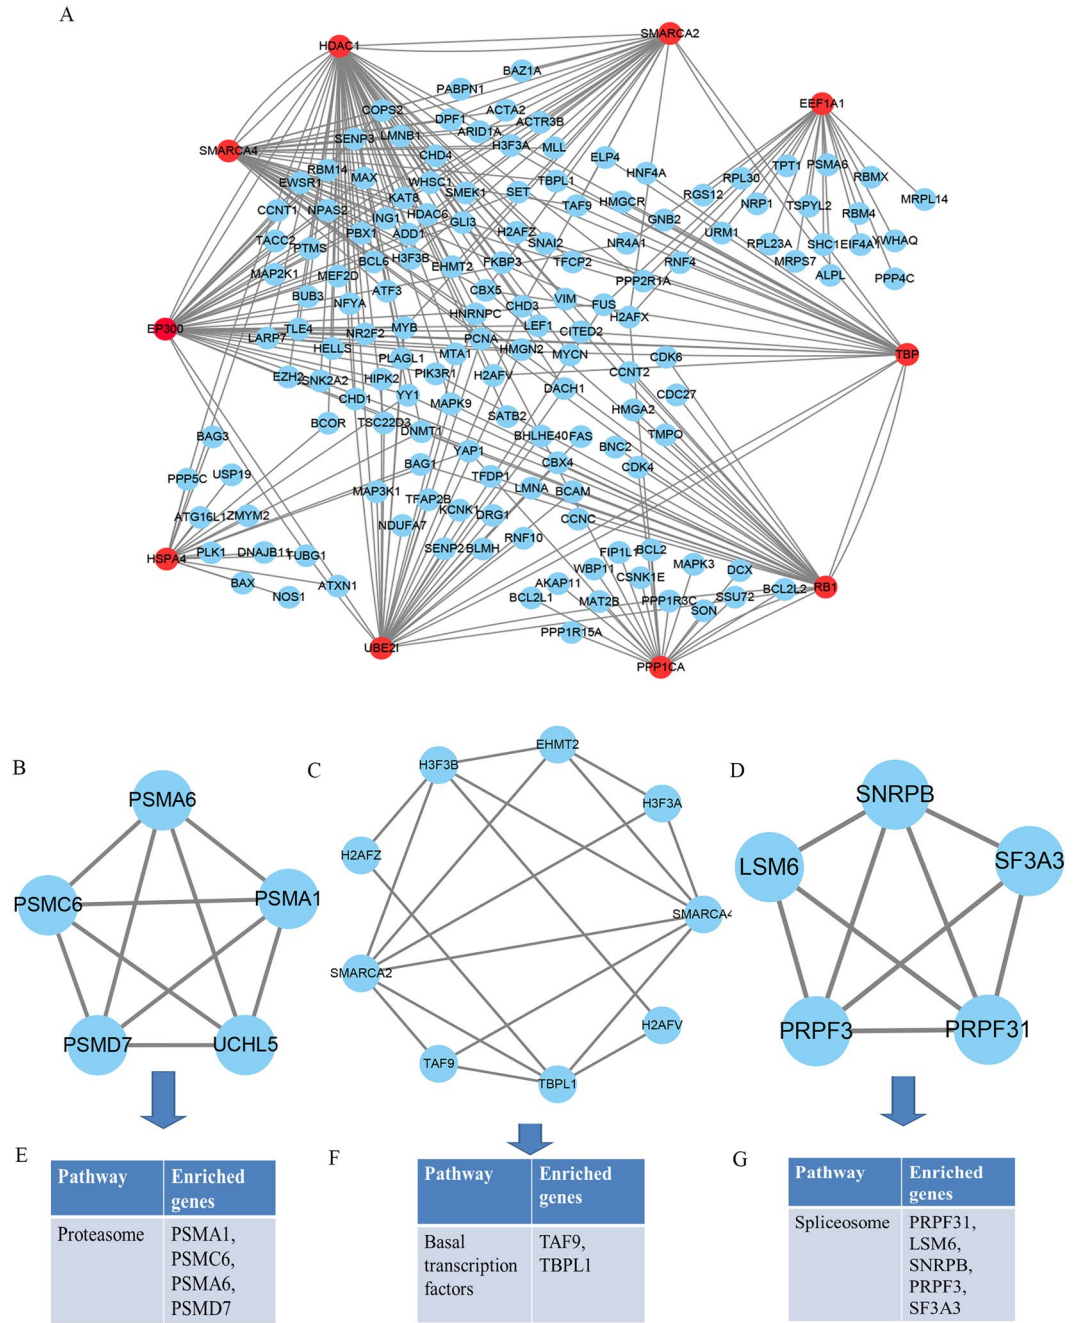 A
HDAC1
SMARCA2
BAZ1A
PABPN1
EEF1A1
COPS2
ACTA2
DPF1
ACTR3B
ARID1A
SENP3
LMNB1
H3F3A
MLL
SMARCA4
CHD4
ELP4
TPT1
PSMA6
RBM14
HNF4A
RPL30
RBMX
EWSR1
MAX
WHSC1
TBPL1
SMEK1
SET
RGS12
MRPL14
KAT8
HMGCR
NRP1
TSPYL2
CCNT1
NPAS2
TAF9
RBM4
ING1
HDAC6
GNB2
GLI3
PBX1
ADD1
H2AFZ
URM1
TACC2
SNAI2
NR4A1
RPL23A
SHC1
EIF4A1
YWHAQ
PTMS
BCL6
H3F3B
EHMT2
FKBP3
TFCP2
RNF4
MRPS7
MAP2K1
MEF2D
PPP2R1A
ALPL
PPP4C
ATF3
CBX5
BUB3
NFYA
CHD3
VIM
FUS
HNRNPC
H2AFX
EP300
TLE4
MYB
LEF1
CITED2
LARP7
NR2F2
PCNA
HELLS
MTA1
HMGN2
MYCN
TBP
PLAGL1
CDK6
PIK3R1
H2AFV
CCNT2
EZH2
CSNK2A2
HIPK2
DACH1
CHD1
YY1
MAPK9
CDC27
HMGA2
BCOR
TSC22D3
SATB2
DNMT1
BHLHE40
FAS
TMPO
BAG3
YAP1
BNC2
BAG1
CBX4
CDK4
PPP5C
USP19
TFDP1
MAP3K1
LMNA
BCAM
TFAP2B
ATG16L1
ZMYM2
KCNK1
DRG1
CCNC
NDUFA7
RNF10
HSPA4
PLK1
DNAJB11
TUBG1
SENP2
BLMH
FIP1L1
BCL2
WBP11
MAPK3
DCX
CSNK1E
BAX
ATXN1
AKAP11
BCL2L2
RB1
NOS1
BCL2L1
MAT2B
PPP1R3C
SSU72
SON
PPP1R15A
UBE2I
PPP1CA
B
PSMA6
PSMC6
PSMA1
PSMD7
UCHL5
C
EHMT2
H3F3B
H3F3A
H2AFZ
SMARCA4
SMARCA2
H2AFV
TAF9
TBPL1
D
SNRPB
LSM6
SF3A3
PRPF3
PRPF31
E
Pathway
Enriched
genes
Proteasome
PSMA1,
PSMC6,
PSMA6,
PSMD7
F
Pathway
Enriched
genes
Basal
transcription
factors
TAF9,
TBPL1
G
Pathway
Enriched
genes
Spliceosome
PRPF31,
LSM6,
SNRPB,
PRPF3,
SF3A3